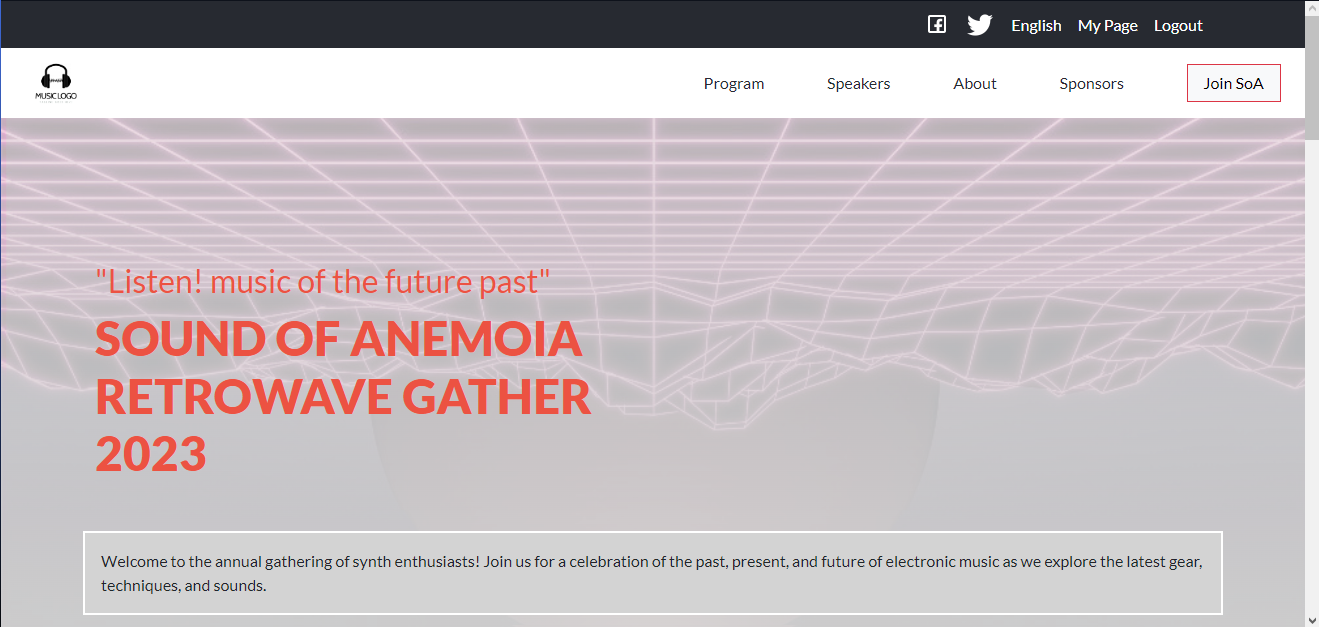 English My Page Logout
MUSIC LOGO
Program Speakers About Sponsors Join SoA
"Listen! music of the future past"
SOUND OF ANEMOIA
RETROWAVE GATHER
2023
Welcome to the annual gathering of synth enthusiasts! Join us for a celebration of the past, present, and future of electronic music as we explore the latest gear,
techniques, and sounds.